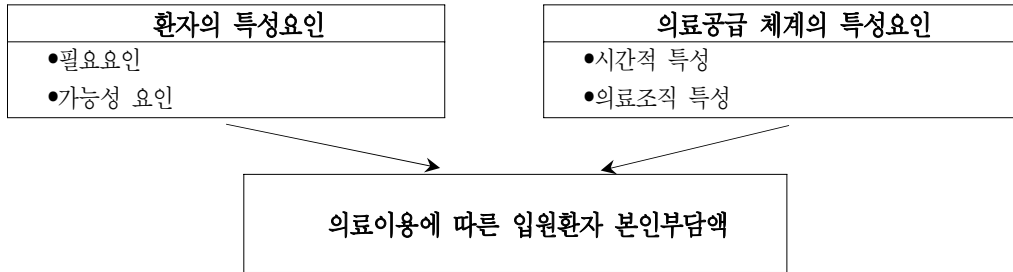 환자의 특성요인
●필요요인
●가능성 요인
의료공급 체계의 특성요인
●시간적 특성
●의료조직 특성
의료이용에 따른 입원환자 본인부담액